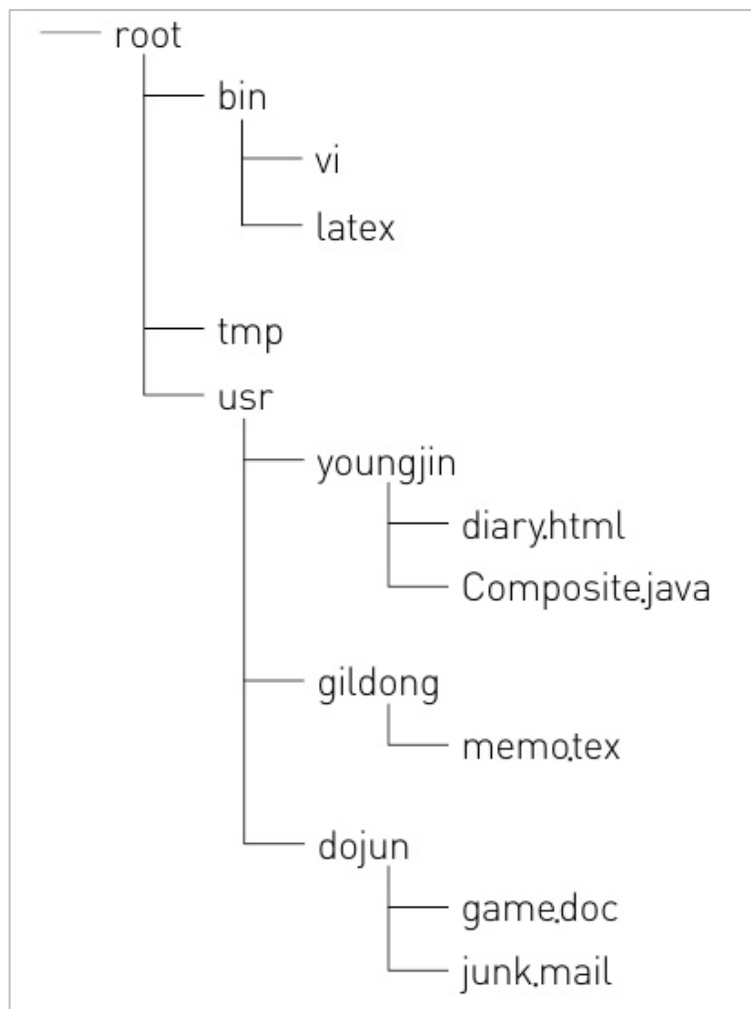 root
bin
vi
latex
tmp
usr
youngjin
diary.html
Composite.java
gildong
memo.tex
dojun
game.doc
junk.mail